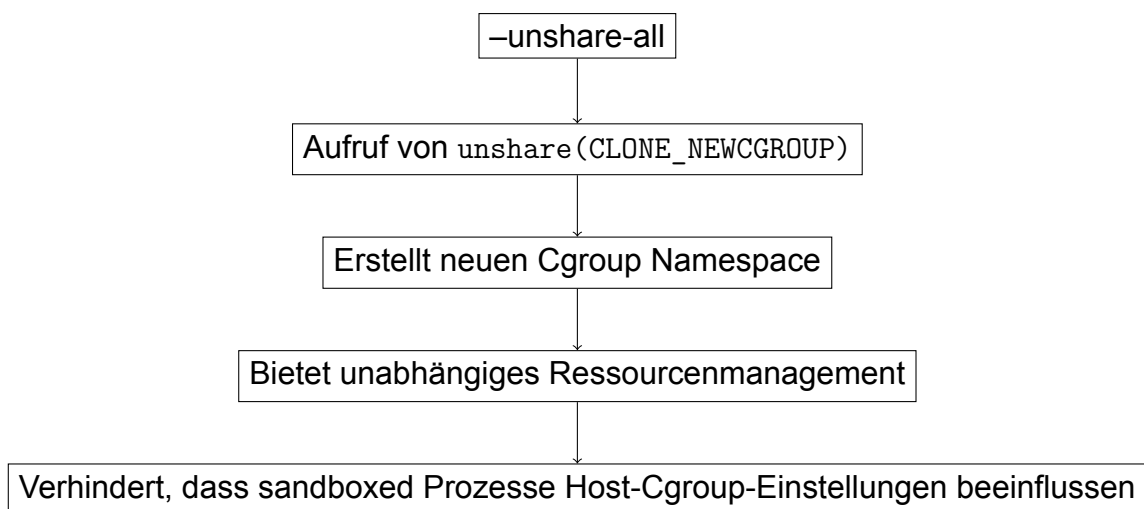 –unshare-all
Aufruf von unshare(CLONE_NEWCGROUP)
Erstellt neuen Cgroup Namespace
Bietet unabhängiges Ressourcenmanagement
Verhindert, dass sandboxed Prozesse Host-Cgroup-Einstellungen beeinflussen